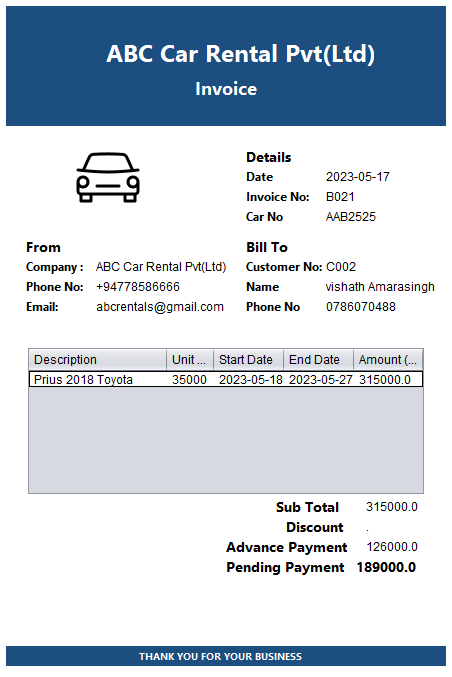 ABC Car Rental Pvt(Ltd)
Invoice
Details
Date 2023-05-17
Invoice No: B021
Car No AAB2525
From
Company : ABC Car Rental Pvt(Ltd)
Phone No: +94778586666
Email: abcrentals@gmail.com
Bill To
Customer No: C002
Name vishath Amarasingh
Phone No 0786070488
Description Unit ... Start Date End Date Amount (...
Prius 2018 Toyota 35000 2023-05-18 2023-05-27 315000.0
Sub Total 315000.0
Discount .
Advance Payment 126000.0
Pending Payment 189000.0
THANK YOU FOR YOUR BUSINESS